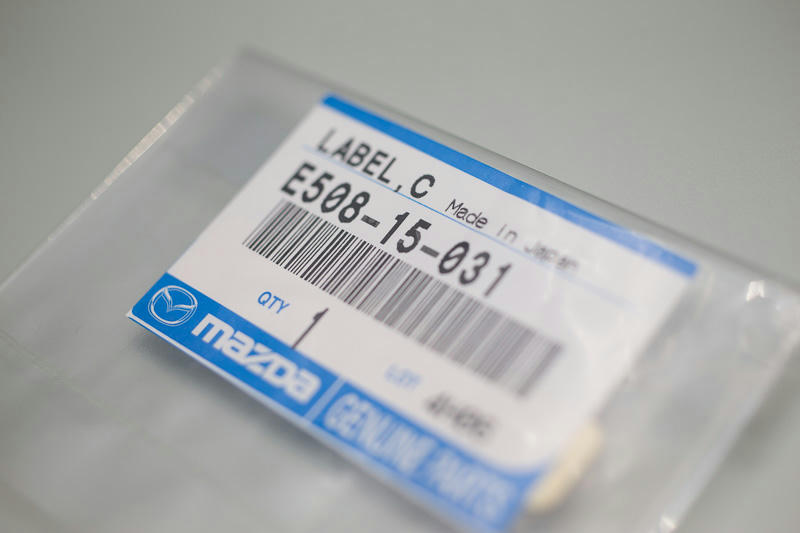 LABEL, C
Made in Japan
E508-15-031
QTY 1
LOT
mazda GENUINE PARTS